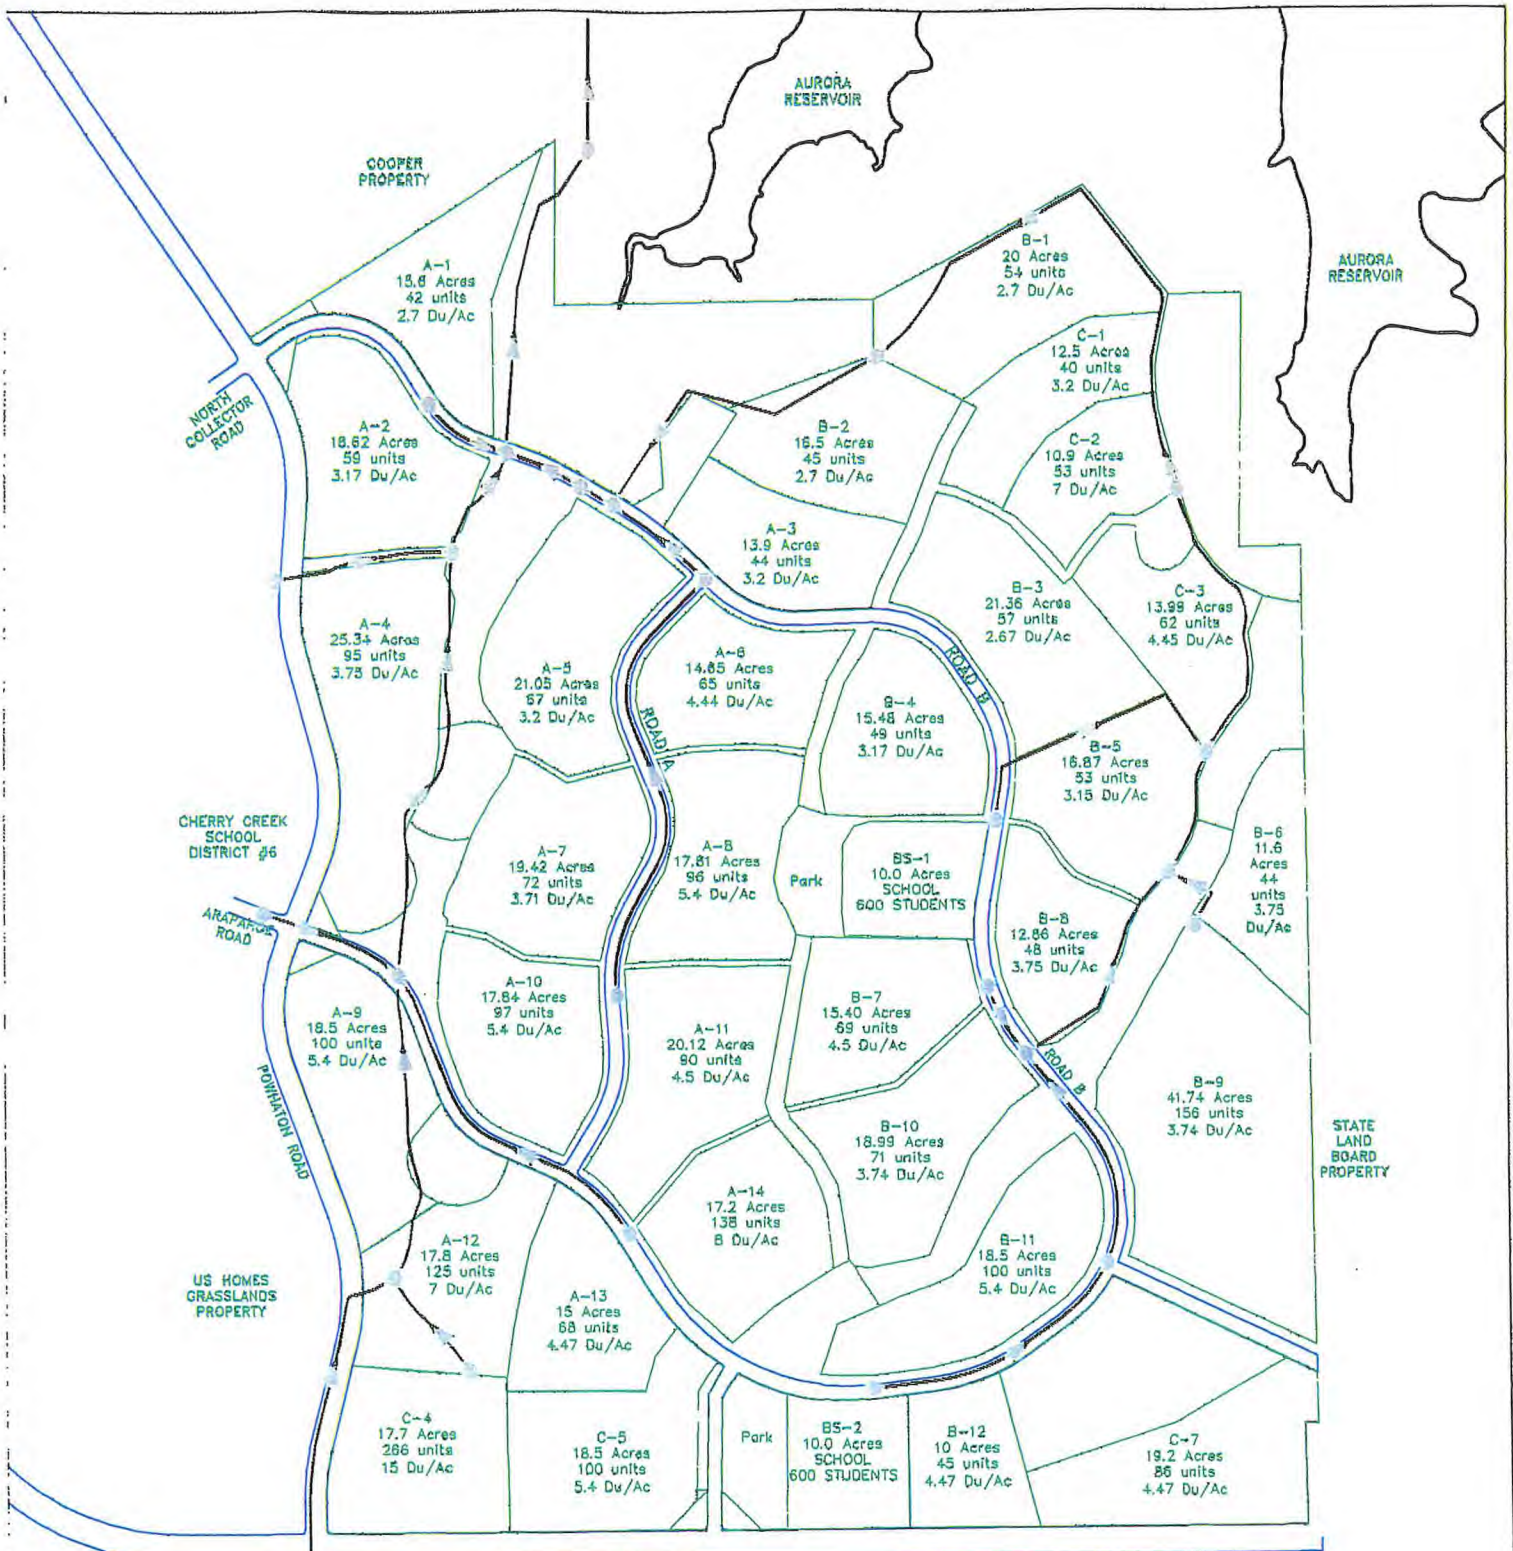 AURORA
RESERVOIR
COOPER
PROPERTY
AURORA
RESERVOIR
A-1
15.6 Acres
42 units
2.7 Du/Ac
B-1
20 Acres
54 units
2.7 Du/Ac
C-1
12.5 Acres
40 units
3.2 Du/Ac
NORTH
COLLECTOR
ROAD
A-2
18.62 Acres
59 units
3.17 Du/Ac
B-2
16.5 Acres
45 units
2.7 Du/Ac
C-2
10.9 Acres
53 units
7 Du/Ac
A-3
13.9 Acres
44 units
3.2 Du/Ac
B-3
21.36 Acres
57 units
2.67 Du/Ac
C-3
13.99 Acres
62 units
4.45 Du/Ac
A-4
25.34 Acres
95 units
3.75 Du/Ac
A-5
21.05 Acres
67 units
3.2 Du/Ac
A-6
14.65 Acres
65 units
4.44 Du/Ac
ROAD A
ROAD B
B-4
15.48 Acres
49 units
3.17 Du/Ac
B-5
16.87 Acres
53 units
3.15 Du/Ac
CHERRY CREEK
SCHOOL
DISTRICT #6
A-7
19.42 Acres
72 units
3.71 Du/Ac
A-8
17.81 Acres
96 units
5.4 Du/Ac
Park
BS-1
10.0 Acres
SCHOOL
600 STUDENTS
B-6
11.6
Acres
44
units
3.75
Du/Ac
ARAPAHOE
ROAD
B-8
12.86 Acres
48 units
3.75 Du/Ac
A-9
18.5 Acres
100 units
5.4 Du/Ac
A-10
17.84 Acres
97 units
5.4 Du/Ac
A-11
20.12 Acres
90 units
4.5 Du/Ac
B-7
15.40 Acres
69 units
4.5 Du/Ac
ROAD B
POWHATON ROAD
B-9
41.74 Acres
156 units
3.74 Du/Ac
B-10
18.99 Acres
71 units
3.74 Du/Ac
STATE
LAND
BOARD
PROPERTY
A-14
17.2 Acres
138 units
8 Du/Ac
US HOMES
GRASSLANDS
PROPERTY
A-12
17.8 Acres
125 units
7 Du/Ac
A-13
15 Acres
68 units
4.47 Du/Ac
B-11
18.5 Acres
100 units
5.4 Du/Ac
C-4
17.7 Acres
266 units
15 Du/Ac
C-5
18.5 Acres
100 units
5.4 Du/Ac
Park
BS-2
10.0 Acres
SCHOOL
600 STUDENTS
B-12
10 Acres
45 units
4.47 Du/Ac
C-7
19.2 Acres
86 units
4.47 Du/Ac